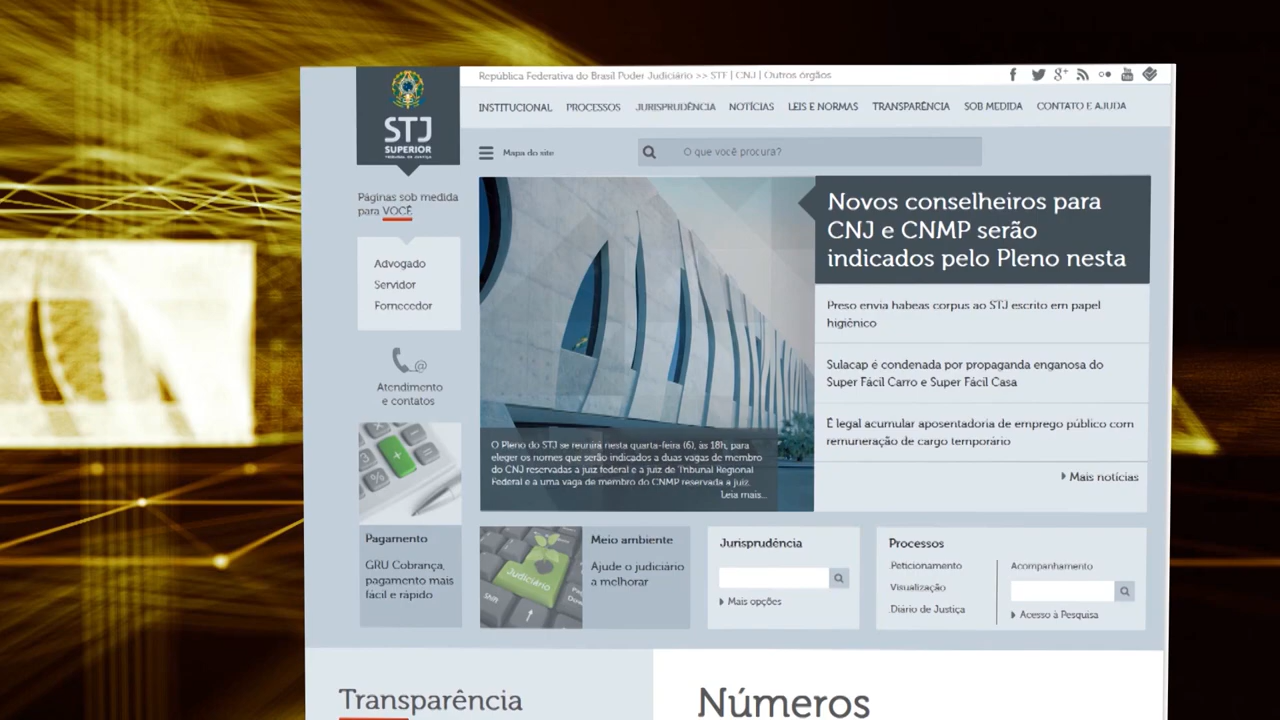 República Federativa do Brasil Poder Judiciário >> STF | CNJ | Outros órgãos
INSTITUCIONAL PROCESSOS JURISPRUDÊNCIA NOTÍCIAS LEIS E NORMAS TRANSPARÊNCIA SOB MEDIDA CONTATO E AJUDA
STJ
SUPERIOR
TRIBUNAL DE JUSTIÇA
Mapa do site
O que você procura?
Páginas sob medida
para VOCÊ
Advogado
Servidor
Fornecedor
@
Atendimento
e contatos
Novos conselheiros para
CNJ e CNMP serão
indicados pelo Pleno nesta
Preso envia habeas corpus ao STJ escrito em papel
higiênico
Sulacap é condenada por propaganda enganosa do
Super Fácil Carro e Super Fácil Casa
É legal acumular aposentadoria de emprego público com
remuneração de cargo temporário
Mais notícias
O Pleno do STJ se reunirá nesta quarta-feira (6), às 18h, para
eleger os nomes que serão indicados a duas vagas de membro
do CNJ reservadas a juiz federal e a juiz de Tribunal Regional
Federal e a uma vaga de membro do CNMP reservada a juiz.
Leia mais...
Pagamento
GRU Cobrança,
pagamento mais
fácil e rápido
Judiciário
Shift
Meio ambiente
Ajude o judiciário
a melhorar
Jurisprudência
Mais opções
Processos
Peticionamento
Visualização
Diário de Justiça
Acompanhamento
Acesso à Pesquisa
Transparência
Números